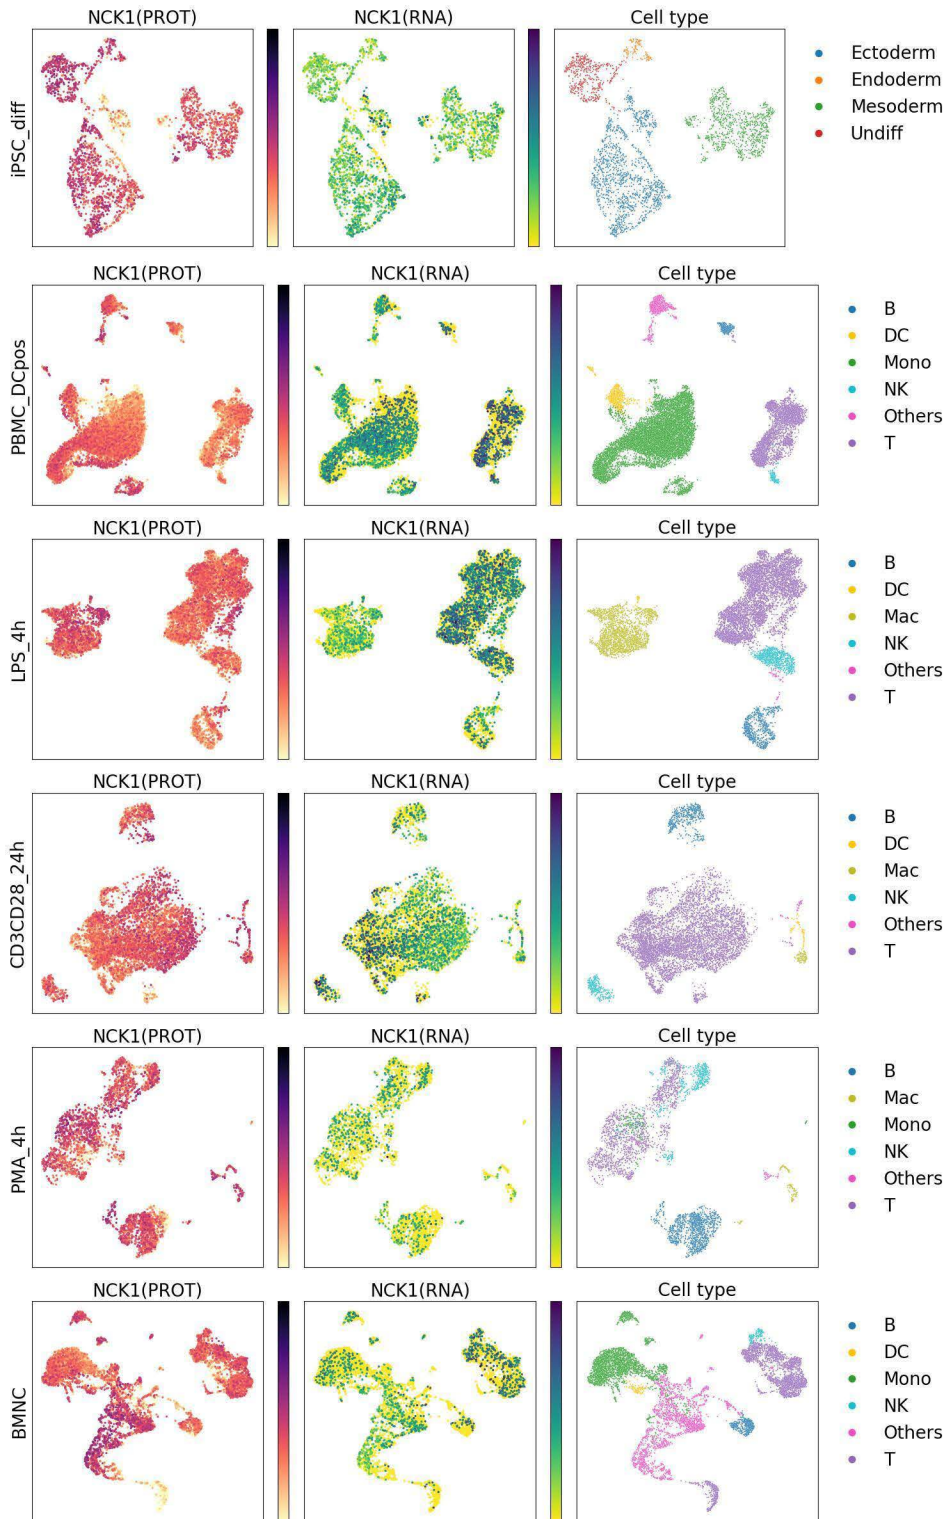 NCK1(PROT)
NCK1(RNA)
Cell type
iPSC_diff
Ectoderm
Endoderm
Mesoderm
Undiff
NCK1(PROT)
NCK1(RNA)
Cell type
PBMC_DCpos
B
DC
Mono
NK
Others
T
NCK1(PROT)
NCK1(RNA)
Cell type
LPS_4h
B
DC
Mac
NK
Others
T
NCK1(PROT)
NCK1(RNA)
Cell type
CD3CD28_24h
B
DC
Mac
NK
Others
T
NCK1(PROT)
NCK1(RNA)
Cell type
PMA_4h
B
Mac
Mono
NK
Others
T
NCK1(PROT)
NCK1(RNA)
Cell type
BMNC
B
DC
Mono
NK
Others
T